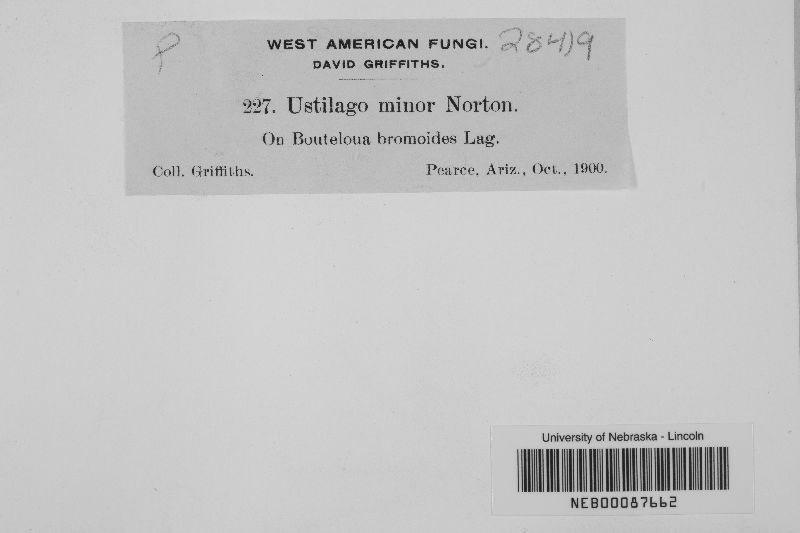 P
WEST AMERICAN FUNGI. 28419
DAVID GRIFFITHS.
227. Ustilago minor Norton.
On Bouteloua bromoides Lag.
Coll. Griffiths. Pearce, Ariz., Oct., 1900.
University of Nebraska - Lincoln
NEB00087662